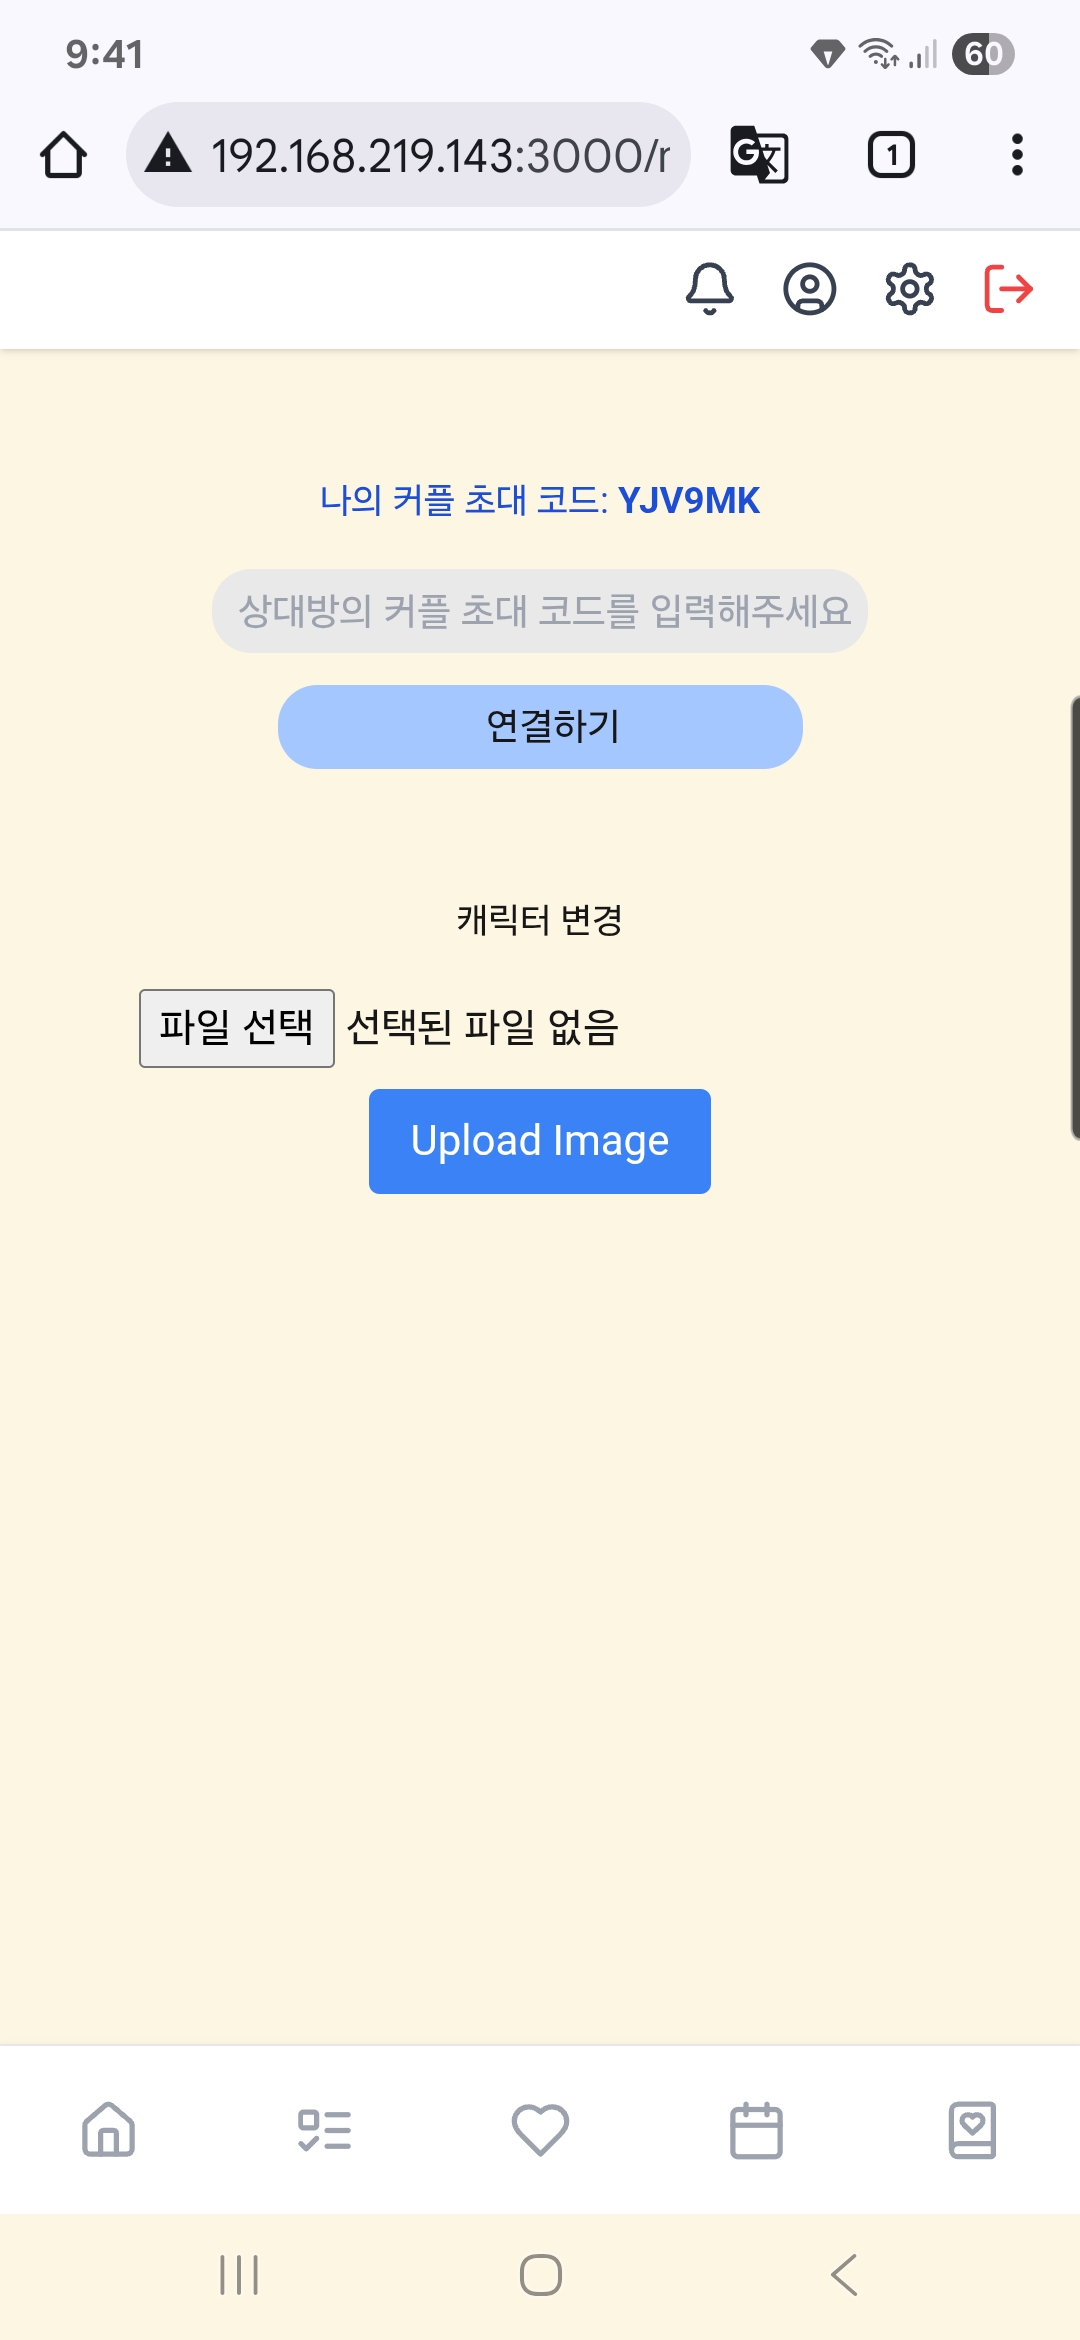 9:41
60
192.168.219.143:3000/r
1
나의 커플 초대 코드: YJV9MK
상대방의 커플 초대 코드를 입력해주세요
연결하기
캐릭터 변경
파일 선택 선택된 파일 없음
Upload Image